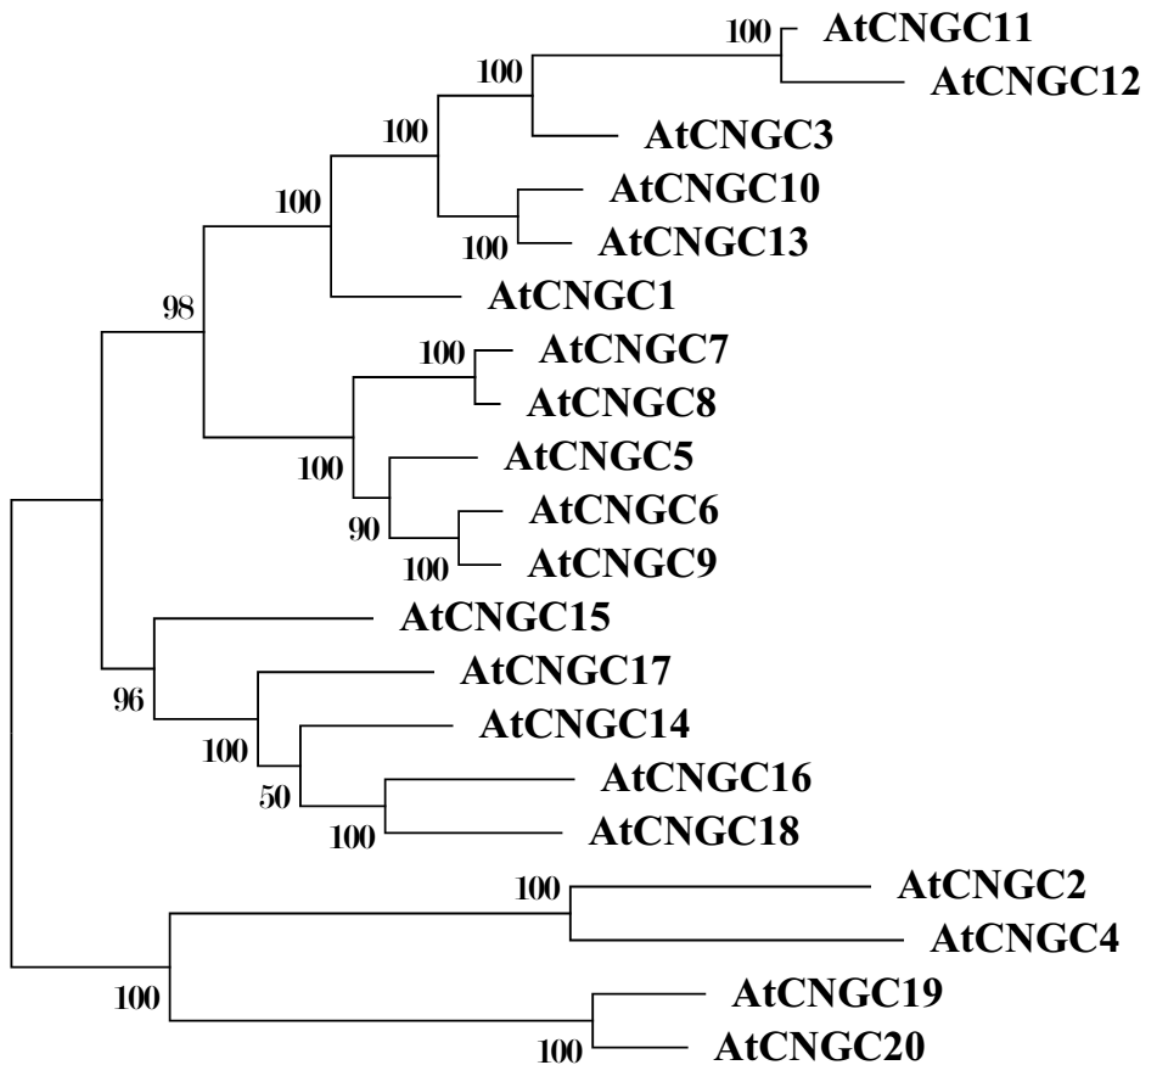 100 AtCNGC11
AtCNGC12
100
AtCNGC3
100
AtCNGC10
100
AtCNGC13
100
AtCNGC1
98
AtCNGC7
100
AtCNGC8
AtCNGC5
100
AtCNGC6
90
AtCNGC9
100
AtCNGC15
AtCNGC17
96
AtCNGC14
100
AtCNGC16
50
AtCNGC18
100
AtCNGC2
100
AtCNGC4
AtCNGC19
100
AtCNGC20
100